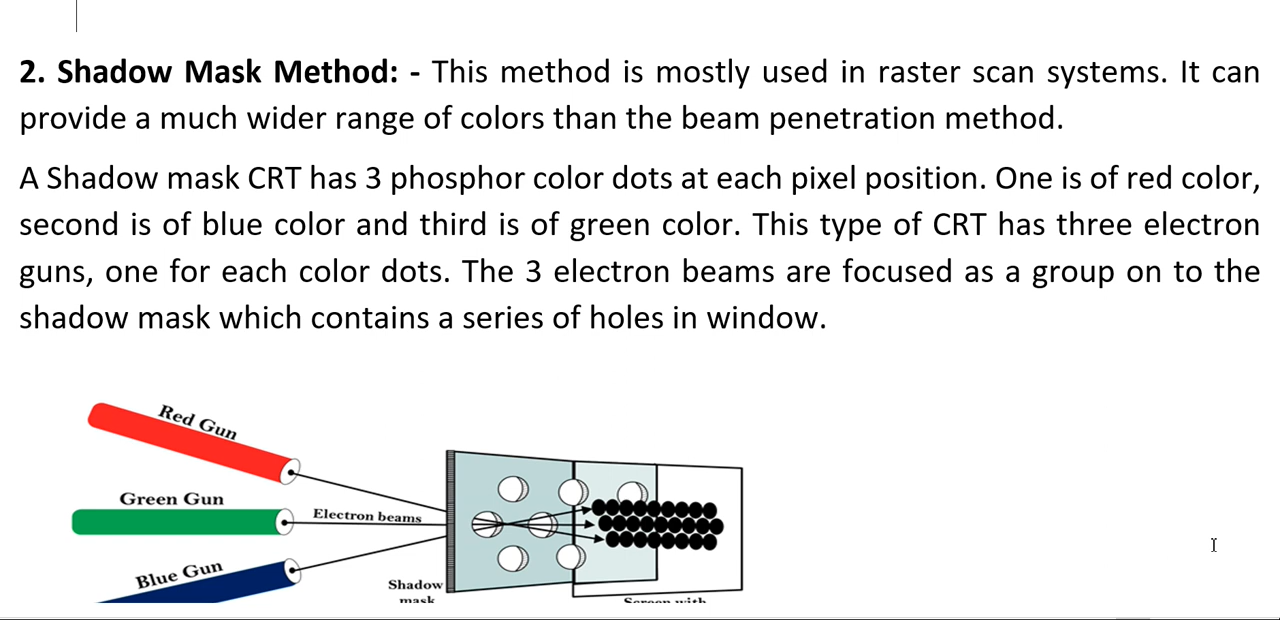 2. Shadow Mask Method: - This method is mostly used in raster scan systems. It can
provide a much wider range of colors than the beam penetration method.
A Shadow mask CRT has 3 phosphor color dots at each pixel position. One is of red color,
second is of blue color and third is of green color. This type of CRT has three electron
guns, one for each color dots. The 3 electron beams are focused as a group on to the
shadow mask which contains a series of holes in window.
Red Gun
Green Gun
Electron beams
Blue Gun
Shadow
mask
Screen with